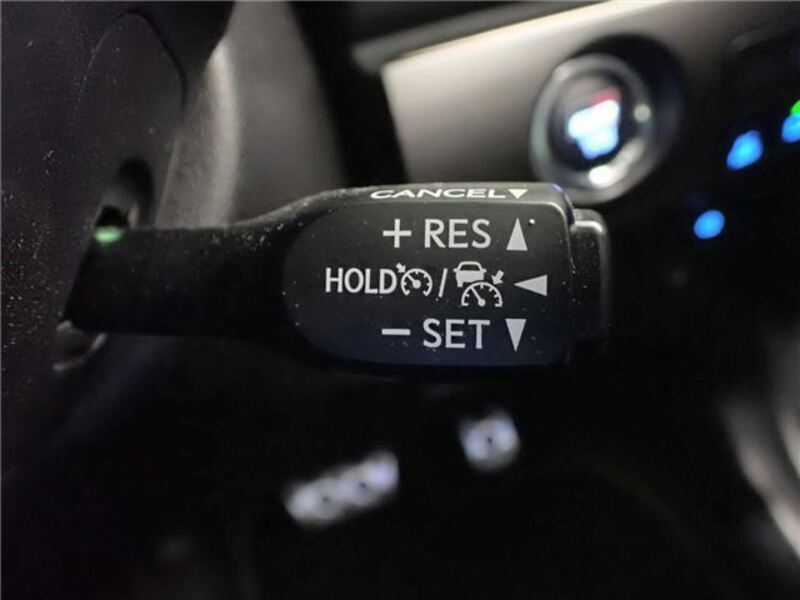 CANCEL▼
+ RES ▲
HOLD / ◀
− SET ▼